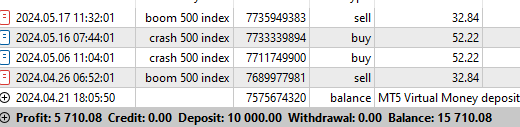 2024.05.17 11:32:01 boom 500 index 7735949383 sell 32.84
2024.05.16 07:44:01 crash 500 index 7733339894 buy 52.22
2024.05.06 11:04:01 crash 500 index 7711749900 buy 52.22
2024.04.26 06:52:01 boom 500 index 7689977981 sell 32.84
2024.04.21 18:05:50 7575674320 balance MT5 Virtual Money deposit
Profit: 5 710.08 Credit: 0.00 Deposit: 10 000.00 Withdrawal: 0.00 Balance: 15 710.08